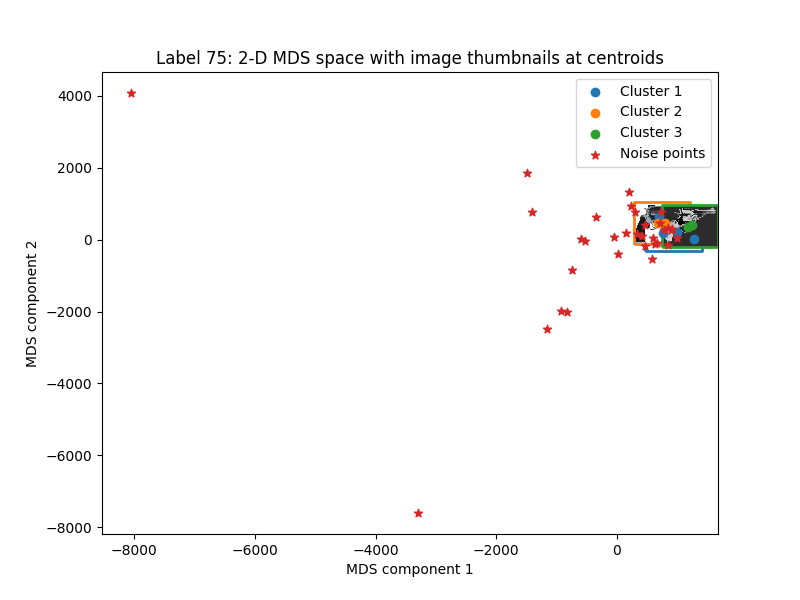 Label 75: 2-D MDS space with image thumbnails at centroids
Cluster 1
Cluster 2
Cluster 3
Noise points
4000
2000
0
−2000
−4000
−6000
−8000
MDS component 2
−8000 −6000 −4000 −2000 0
MDS component 1